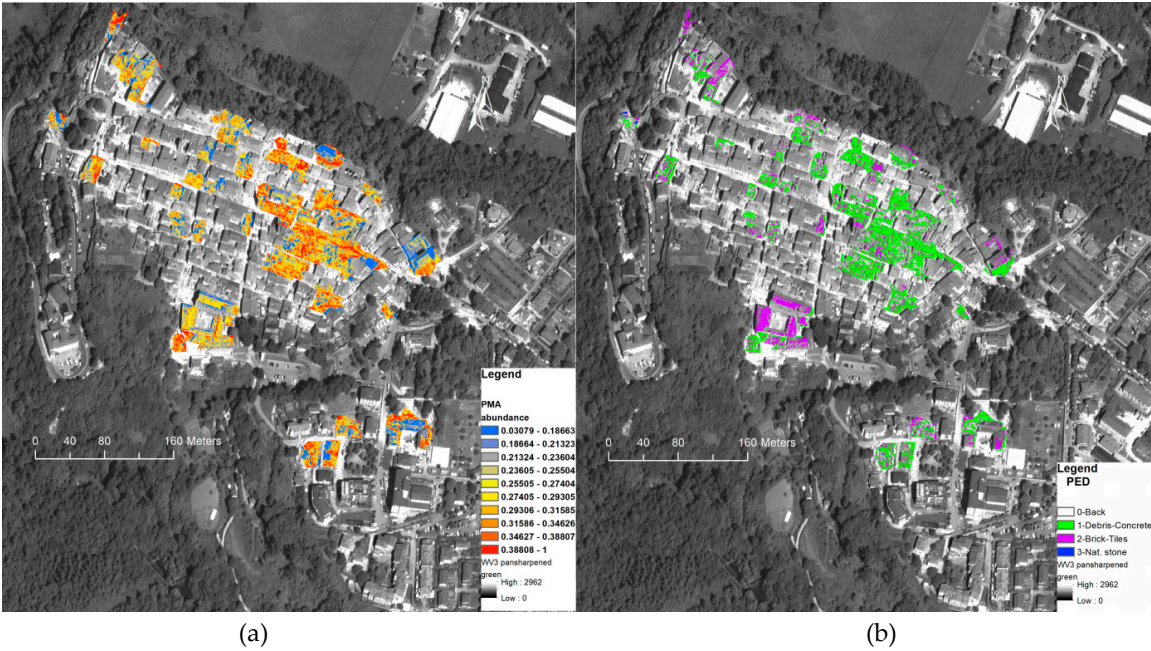 Legend
PMA
abundance
0.03079 - 0.18663
0.18664 - 0.21323
0.21324 - 0.23604
0.23605 - 0.25504
0.25505 - 0.27404
0.27405 - 0.29305
0.29306 - 0.31585
0.31586 - 0.34626
0.34627 - 0.38807
0.38808 - 1
WV3 pansharpened
green
High : 2962
Low : 0
0 40 80 160 Meters
(a)
Legend
PED
0-Back
1-Debris-Concrete
2-Brick-Tiles
3-Nat. stone
WV3 pansharpened
green
High : 2962
Low : 0
0 40 80 160 Meters
(b)